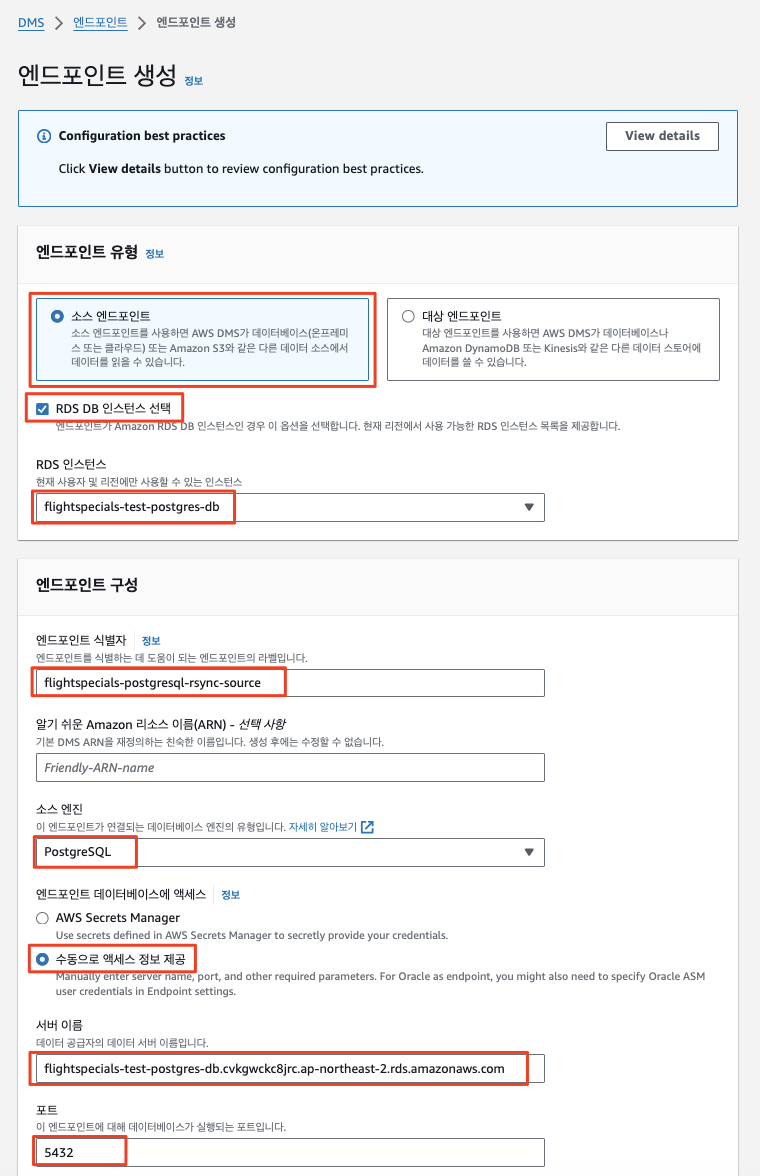 DMS > 엔드포인트 > 엔드포인트 생성
엔드포인트 생성 정보
Configuration best practices
View details
Click View details button to review configuration best practices.
엔드포인트 유형 정보
소스 엔드포인트
소스 엔드포인트를 사용하면 AWS DMS가 데이터베이스(온프레미
스 또는 클라우드) 또는 Amazon S3와 같은 다른 데이터 소스에서
데이터를 읽을 수 있습니다.
대상 엔드포인트
대상 엔드포인트를 사용하면 AWS DMS가 데이터베이스나
Amazon DynamoDB 또는 Kinesis와 같은 다른 데이터 스토어에
데이터를 쓸 수 있습니다.
RDS DB 인스턴스 선택
엔드포인트가 Amazon RDS DB 인스턴스인 경우 이 옵션을 선택합니다. 현재 리전에서 사용 가능한 RDS 인스턴스 목록을 제공합니다.
RDS 인스턴스
현재 사용자 및 리전에만 사용할 수 있는 인스턴스
flightspecials-test-postgres-db
엔드포인트 구성
엔드포인트 식별자 정보
엔드포인트를 식별하는 데 도움이 되는 엔드포인트의 라벨입니다.
flightspecials-postgresql-rsync-source
알기 쉬운 Amazon 리소스 이름(ARN) - 선택 사항
기본 DMS ARN을 재정의하는 친숙한 이름입니다. 생성 후에는 수정할 수 없습니다.
Friendly-ARN-name
소스 엔진
이 엔드포인트가 연결되는 데이터베이스 엔진의 유형입니다. 자세히 알아보기
PostgreSQL
엔드포인트 데이터베이스에 액세스 정보
AWS Secrets Manager
Use secrets defined in AWS Secrets Manager to secretly provide your credentials.
수동으로 액세스 정보 제공
Manually enter server name, port, and other required parameters. For Oracle as endpoint, you might also need to specify Oracle ASM
user credentials in Endpoint settings.
서버 이름
데이터 공급자의 데이터 서버 이름입니다.
flightspecials-test-postgres-db.cvkgwckc8jrc.ap-northeast-2.rds.amazonaws.com
포트
이 엔드포인트에 대해 데이터베이스가 실행되는 포트입니다.
5432